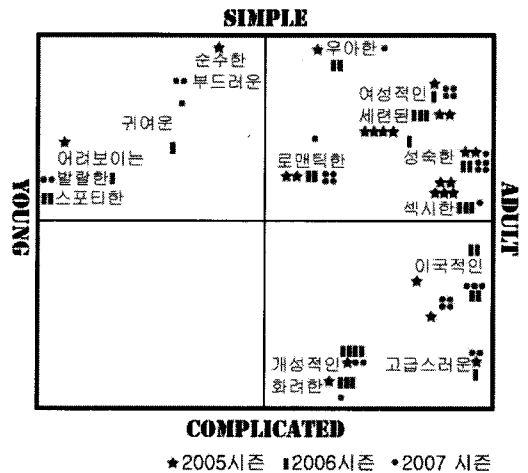 SIMPLE
우아한
순수한
부드러운
여성적인
귀여운
세련된
어려보이는
로맨틱한
성숙한
발랄한
스포티한
섹시한
YOUNG
ADULT
이국적인
개성적인
고급스러운
화려한
COMPLICATED
★2005시즌 ▮2006시즌 •2007 시즌